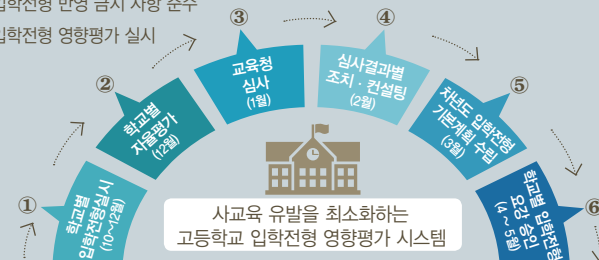 입학전형 반영 금지 사항 준수
입학전형 영향평가 실시
①
학교별
입학전형실시
(10~12월)
②
학교별
자율평가
(12월)
③
교육청
심사
(1월)
④
심사결과별
조치 · 컨설팅
(2월)
⑤
차년도 입학전형
기본계획 수립
(3월)
⑥
학교별 입학전형
요강 승인
(4 ~ 5월)
사교육 유발을 최소화하는
고등학교 입학전형 영향평가 시스템